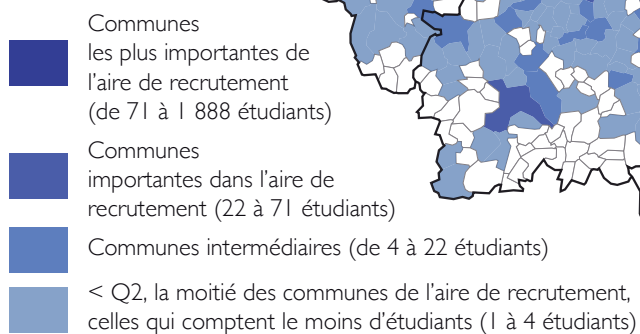 Communes
les plus importantes de
l'aire de recrutement
(de 71 à 1 888 étudiants)
Communes
importantes dans l'aire de
recrutement (22 à 71 étudiants)
Communes intermédiaires (de 4 à 22 étudiants)
< Q2, la moitié des communes de l'aire de recrutement,
celles qui comptent le moins d'étudiants (1 à 4 étudiants)